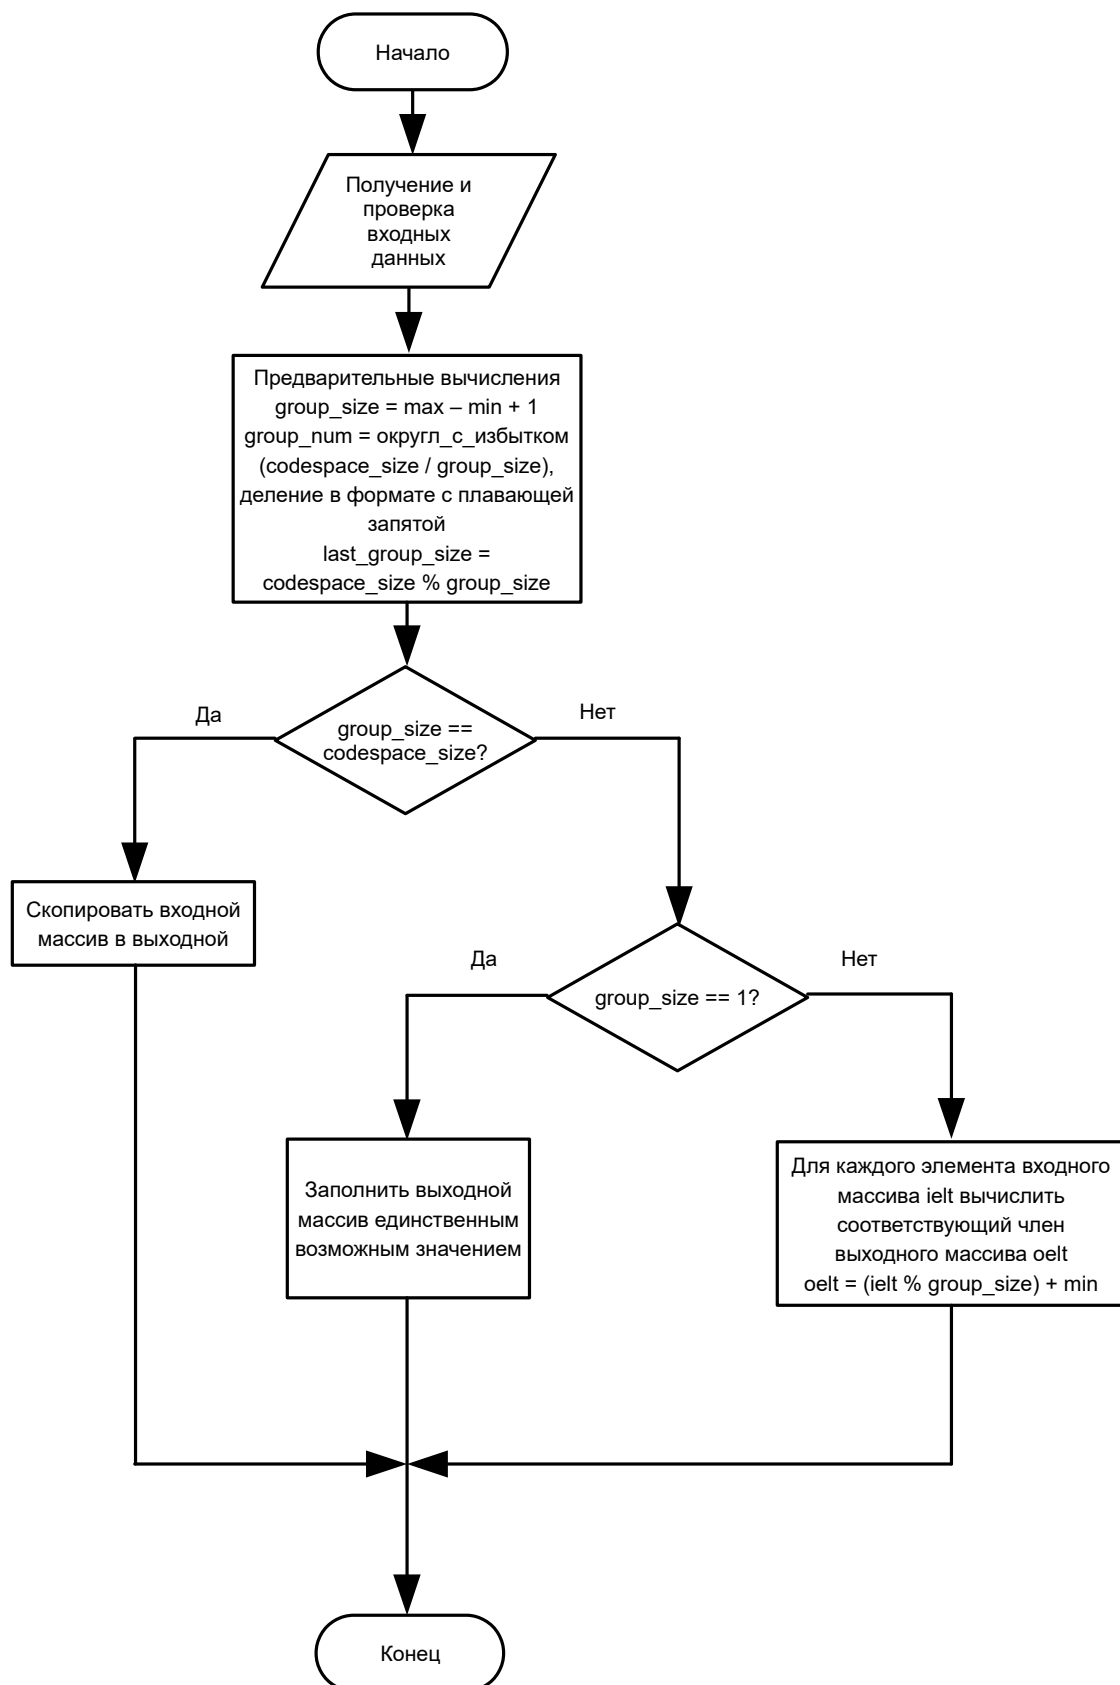 Начало
Получение и
проверка
входных
данных
Предварительные вычисления
group_size = max – min + 1
group_num = округл_с_избытком
(codespace_size / group_size),
деление в формате с плавающей
запятой
last_group_size =
codespace_size % group_size
Да
Нет
group_size ==
codespace_size?
Скопировать входной
массив в выходной
Да
Нет
group_size == 1?
Заполнить выходной
массив единственным
возможным значением
Для каждого элемента входного
массива ielt вычислить
соответствующий член
выходного массива oelt
oelt = (ielt % group_size) + min
Конец